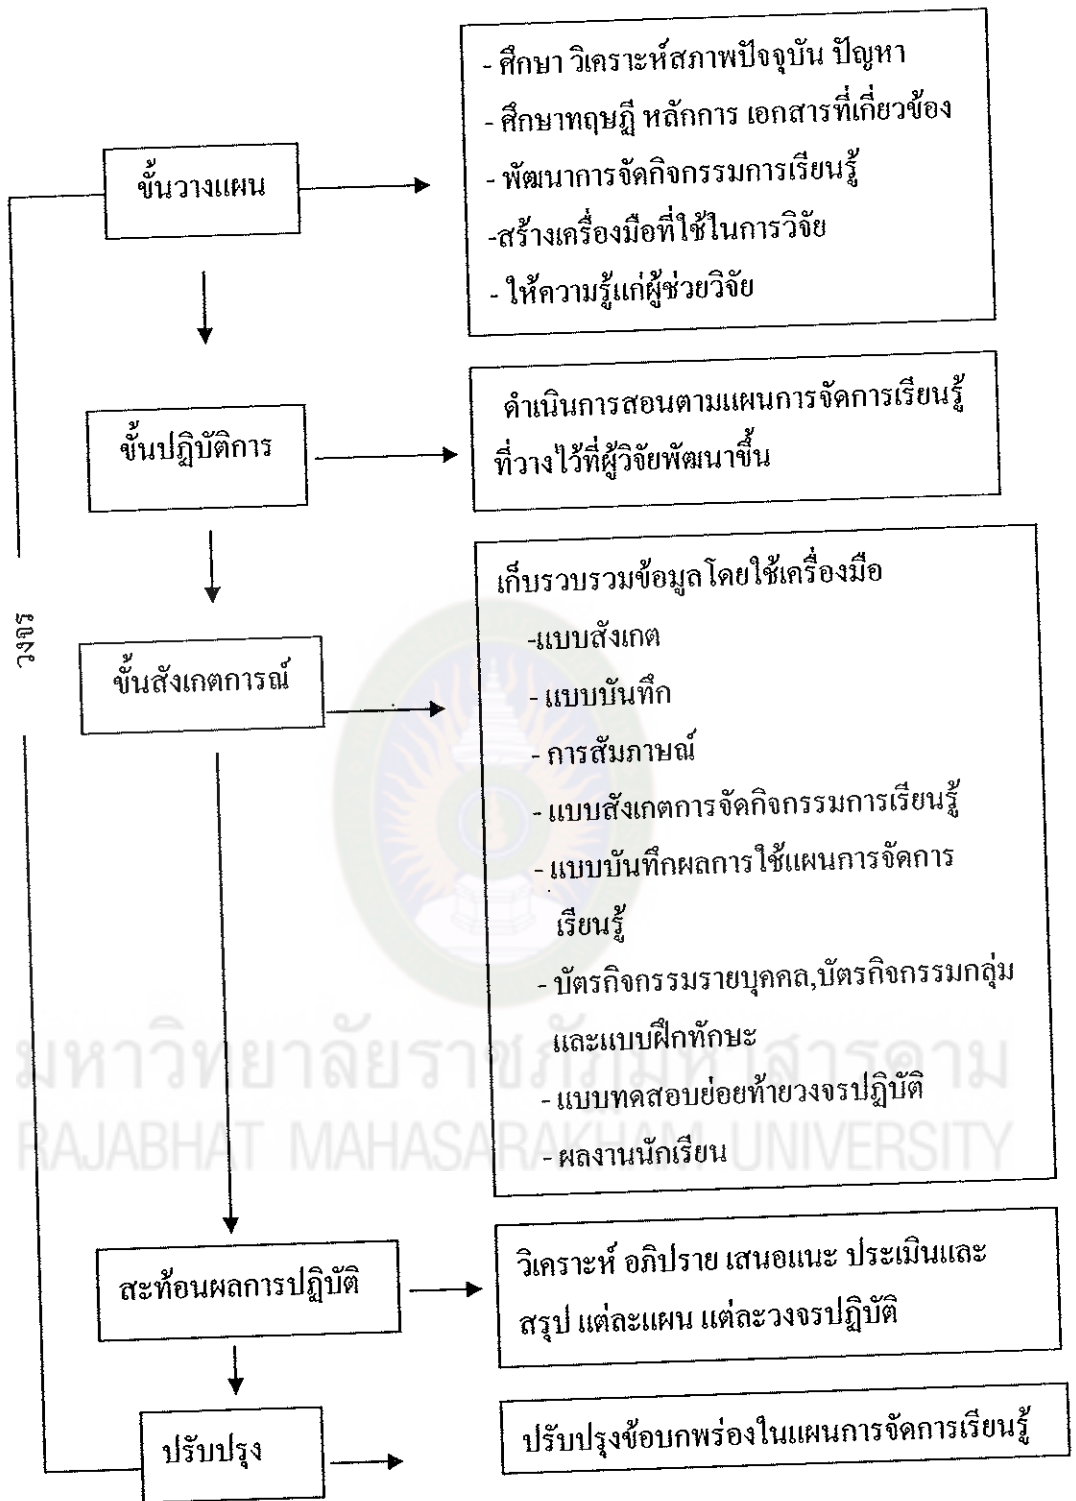 - ศึกษา วิเคราะห์สภาพปัจจุบัน ปัญหา
- ศึกษาทฤษฎี หลักการ เอกสารที่เกี่ยวข้อง
- พัฒนาการจัดกิจกรรมการเรียนรู้
-สร้างเครื่องมือที่ใช้ในการวิจัย
- ให้ความรู้แก่ผู้ช่วยวิจัย
ขั้นวางแผน
ขั้นปฏิบัติการ
ดำเนินการสอนตามแผนการจัดการเรียนรู้
ที่วางไว้ที่ผู้วิจัยพัฒนาขึ้น
วงจร
ขั้นสังเกตการณ์
เก็บรวบรวมข้อมูลโดยใช้เครื่องมือ
-แบบสังเกต
- แบบบันทึก
- การสัมภาษณ์
- แบบสังเกตการจัดกิจกรรมการเรียนรู้
- แบบบันทึกผลการใช้แผนการจัดการ
เรียนรู้
- บัตรกิจกรรมรายบุคคล,บัตรกิจกรรมกลุ่ม
และแบบฝึกทักษะ
- แบบทดสอบย่อยท้ายวงจรปฏิบัติ
- ผลงานนักเรียน
มหาวิทยาลัยราชภัฏมหาสารคาม
RAJABHAT MAHASARAKHAM UNIVERSITY
สะท้อนผลการปฏิบัติ
วิเคราะห์ อภิปราย เสนอแนะ ประเมินและ
สรุป แต่ละแผน แต่ละวงจรปฏิบัติ
ปรับปรุง
ปรับปรุงข้อบกพร่องในแผนการจัดการเรียนรู้